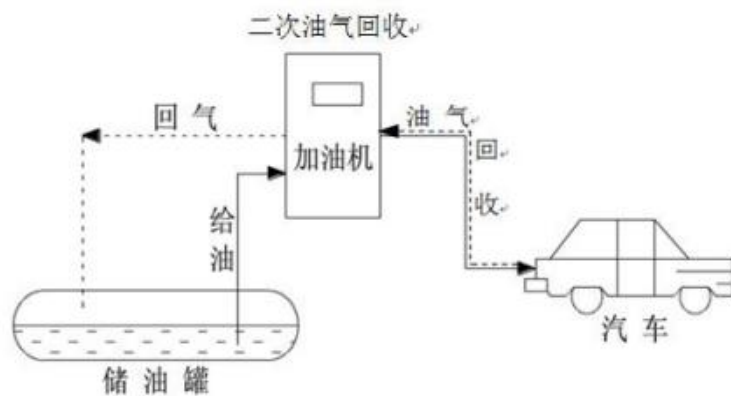 二次油气回收
回 气
油 气
回
收
加油机
给油
汽 车
储 油 罐